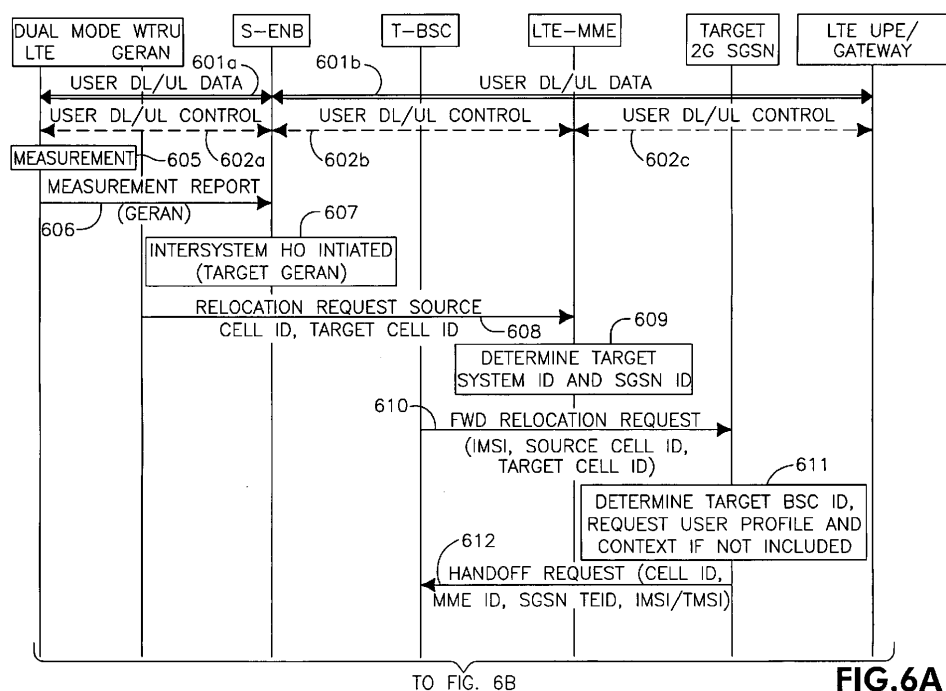 DUAL MODE WTRU
LTE GERAN
S-ENB
T-BSC
LTE-MME
TARGET
2G SGSN
LTE UPE/
GATEWAY
601a
601b
USER DL/UL DATA
USER DL/UL DATA
USER DL/UL CONTROL
USER DL/UL CONTROL
USER DL/UL CONTROL
MEASUREMENT
605
602a
602b
602c
MEASUREMENT REPORT
(GERAN)
606
607
INTERSYSTEM HO INTIATED
(TARGET GERAN)
RELOCATION REQUEST SOURCE
CELL ID, TARGET CELL ID
608
609
DETERMINE TARGET
SYSTEM ID AND SGSN ID
610
FWD RELOCATION REQUEST
(IMSI, SOURCE CELL ID,
TARGET CELL ID)
611
DETERMINE TARGET BSC ID,
REQUEST USER PROFILE AND
CONTEXT IF NOT INCLUDED
612
HANDOFF REQUEST (CELL ID,
MME ID, SGSN TEID, IMSI/TMSI)
TO FIG. 6B
FIG.6A